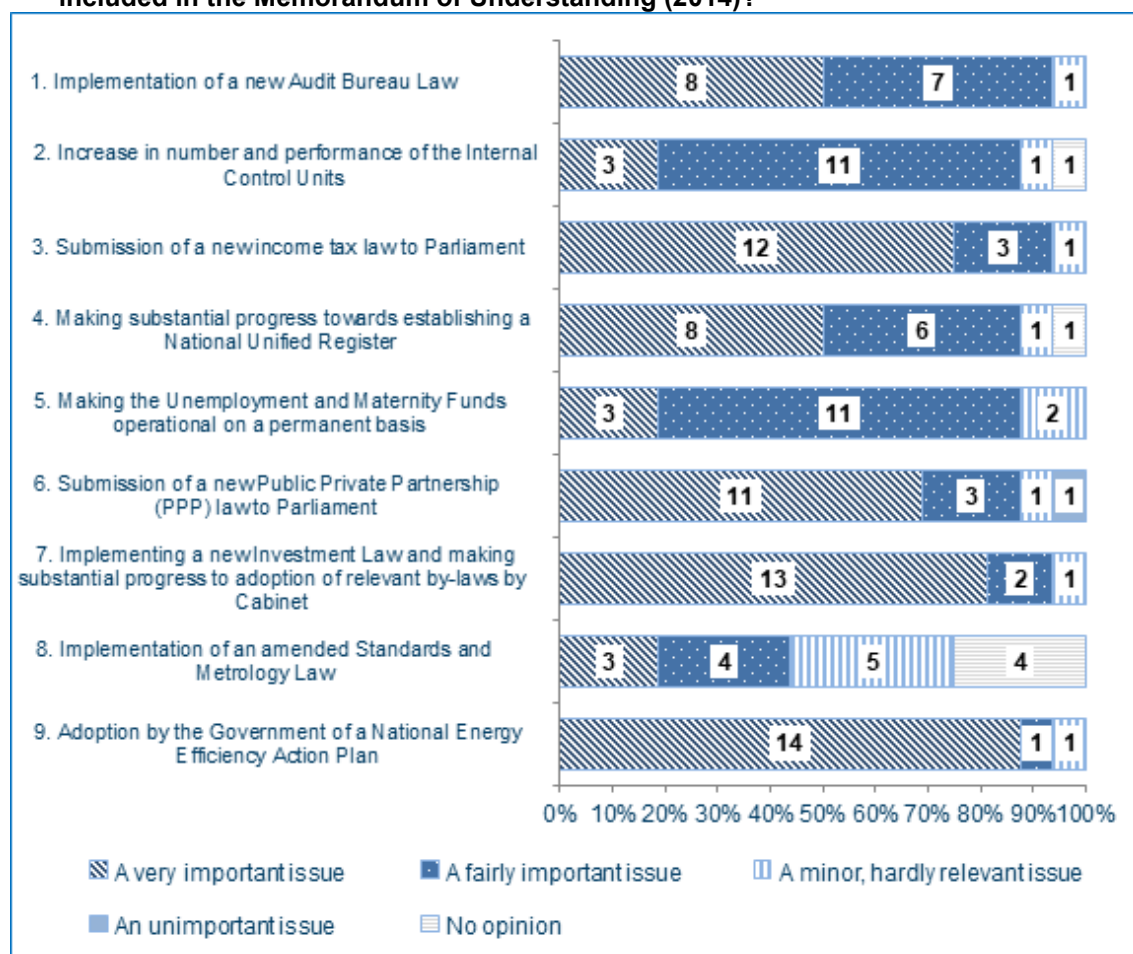 included in the Memorandum of Understanding (2014)?
1. Implementation of a new Audit Bureau Law
8 7 1
2. Increase in number and performance of the Internal
Control Units
3 11 1 1
3. Submission of a new income tax law to Parliament
12 3 1
4. Making substantial progress towards establishing a
National Unified Register
8 6 1 1
5. Making the Unemployment and Maternity Funds
operational on a permanent basis
3 11 2
6. Submission of a new Public Private Partnership
(PPP) law to Parliament
11 3 1 1
7. Implementing a new Investment Law and making
substantial progress to adoption of relevant by-laws by
Cabinet
13 2 1
8. Implementation of an amended Standards and
Metrology Law
3 4 5 4
9. Adoption by the Government of a National Energy
Efficiency Action Plan
14 1 1
0% 10% 20% 30% 40% 50% 60% 70% 80% 90% 100%
A very important issue A fairly important issue A minor, hardly relevant issue
An unimportant issue No opinion